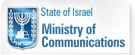 State of Israel
Ministry of
Communications